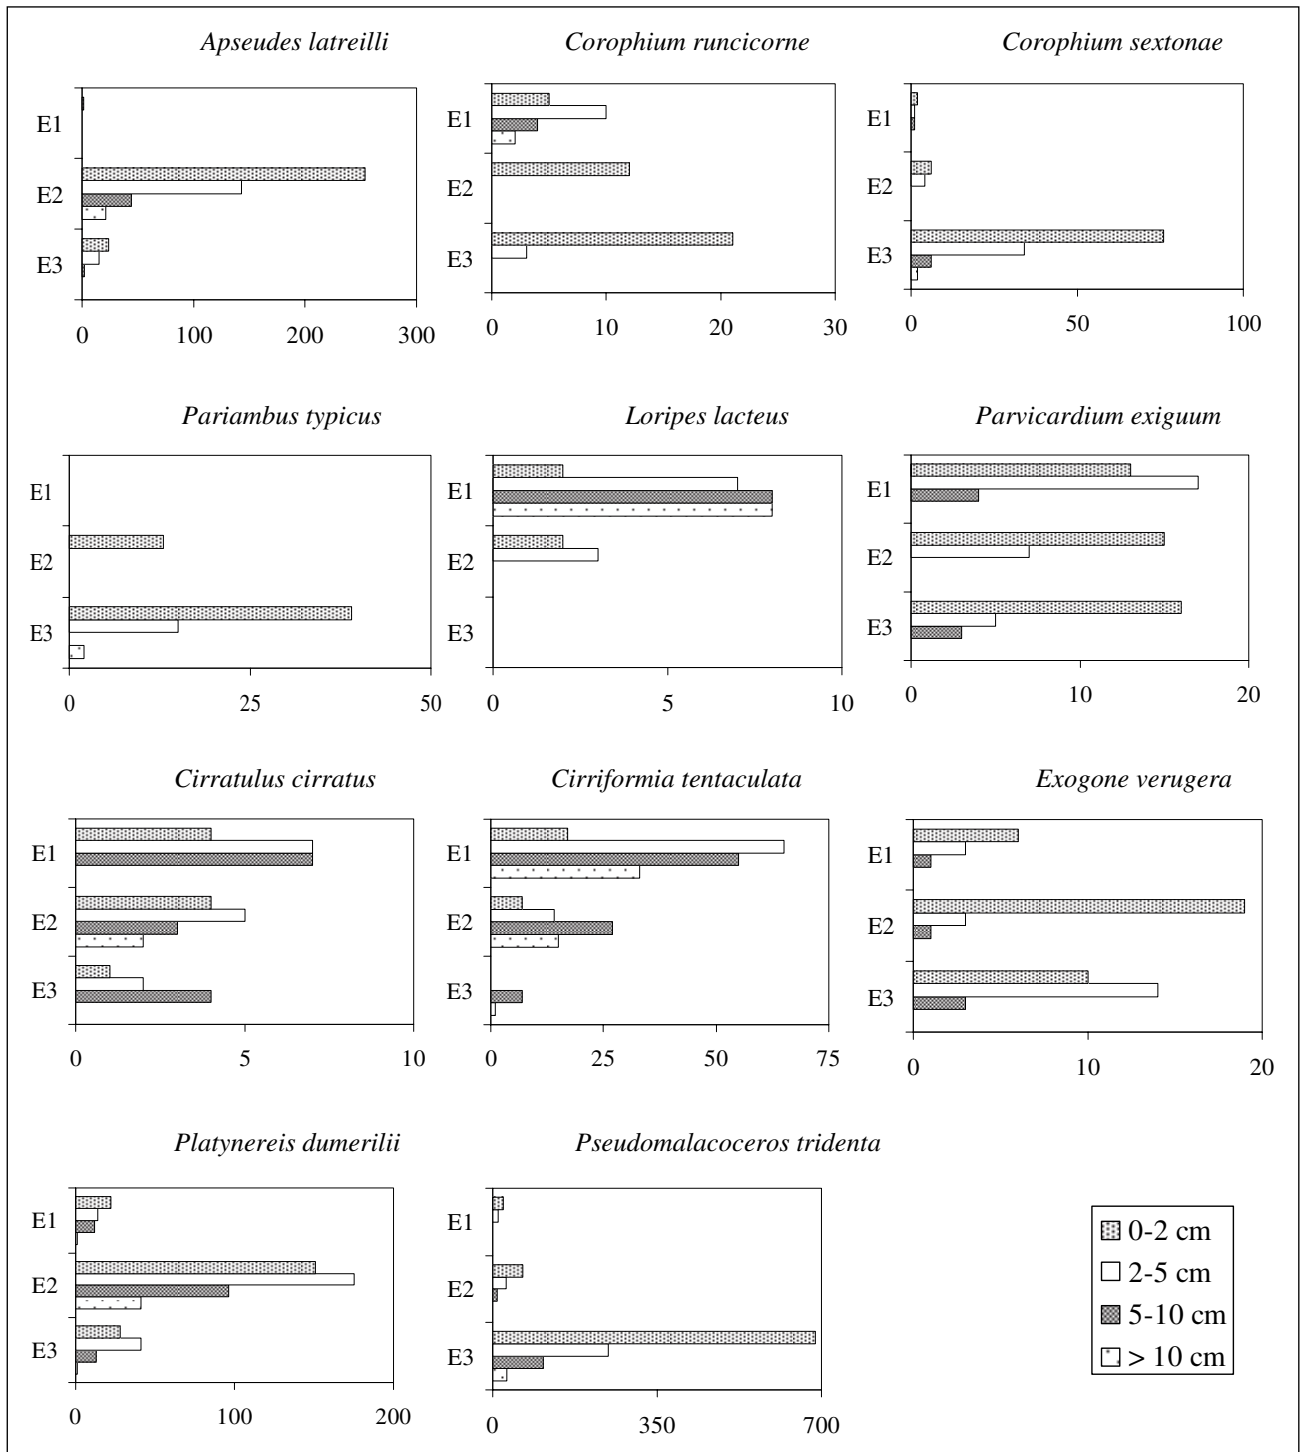 Apseudes latreilli
Corophium runcicorne
Corophium sextonae
E1
E2
E3
0 100 200 300
E1
E2
E3
0 10 20 30
E1
E2
E3
0 50 100
Pariambus typicus
Loripes lacteus
Parvicardium exiguum
E1
E2
E3
0 25 50
E1
E2
E3
0 5 10
E1
E2
E3
0 10 20
Cirratulus cirratus
Cirriformia tentaculata
Exogone verugera
E1
E2
E3
0 5 10
E1
E2
E3
0 25 50 75
E1
E2
E3
0 10 20
Platynereis dumerilii
Pseudomalacoceros tridenta
E1
E2
E3
0 100 200
E1
E2
E3
0 350 700
0-2 cm
2-5 cm
5-10 cm
> 10 cm